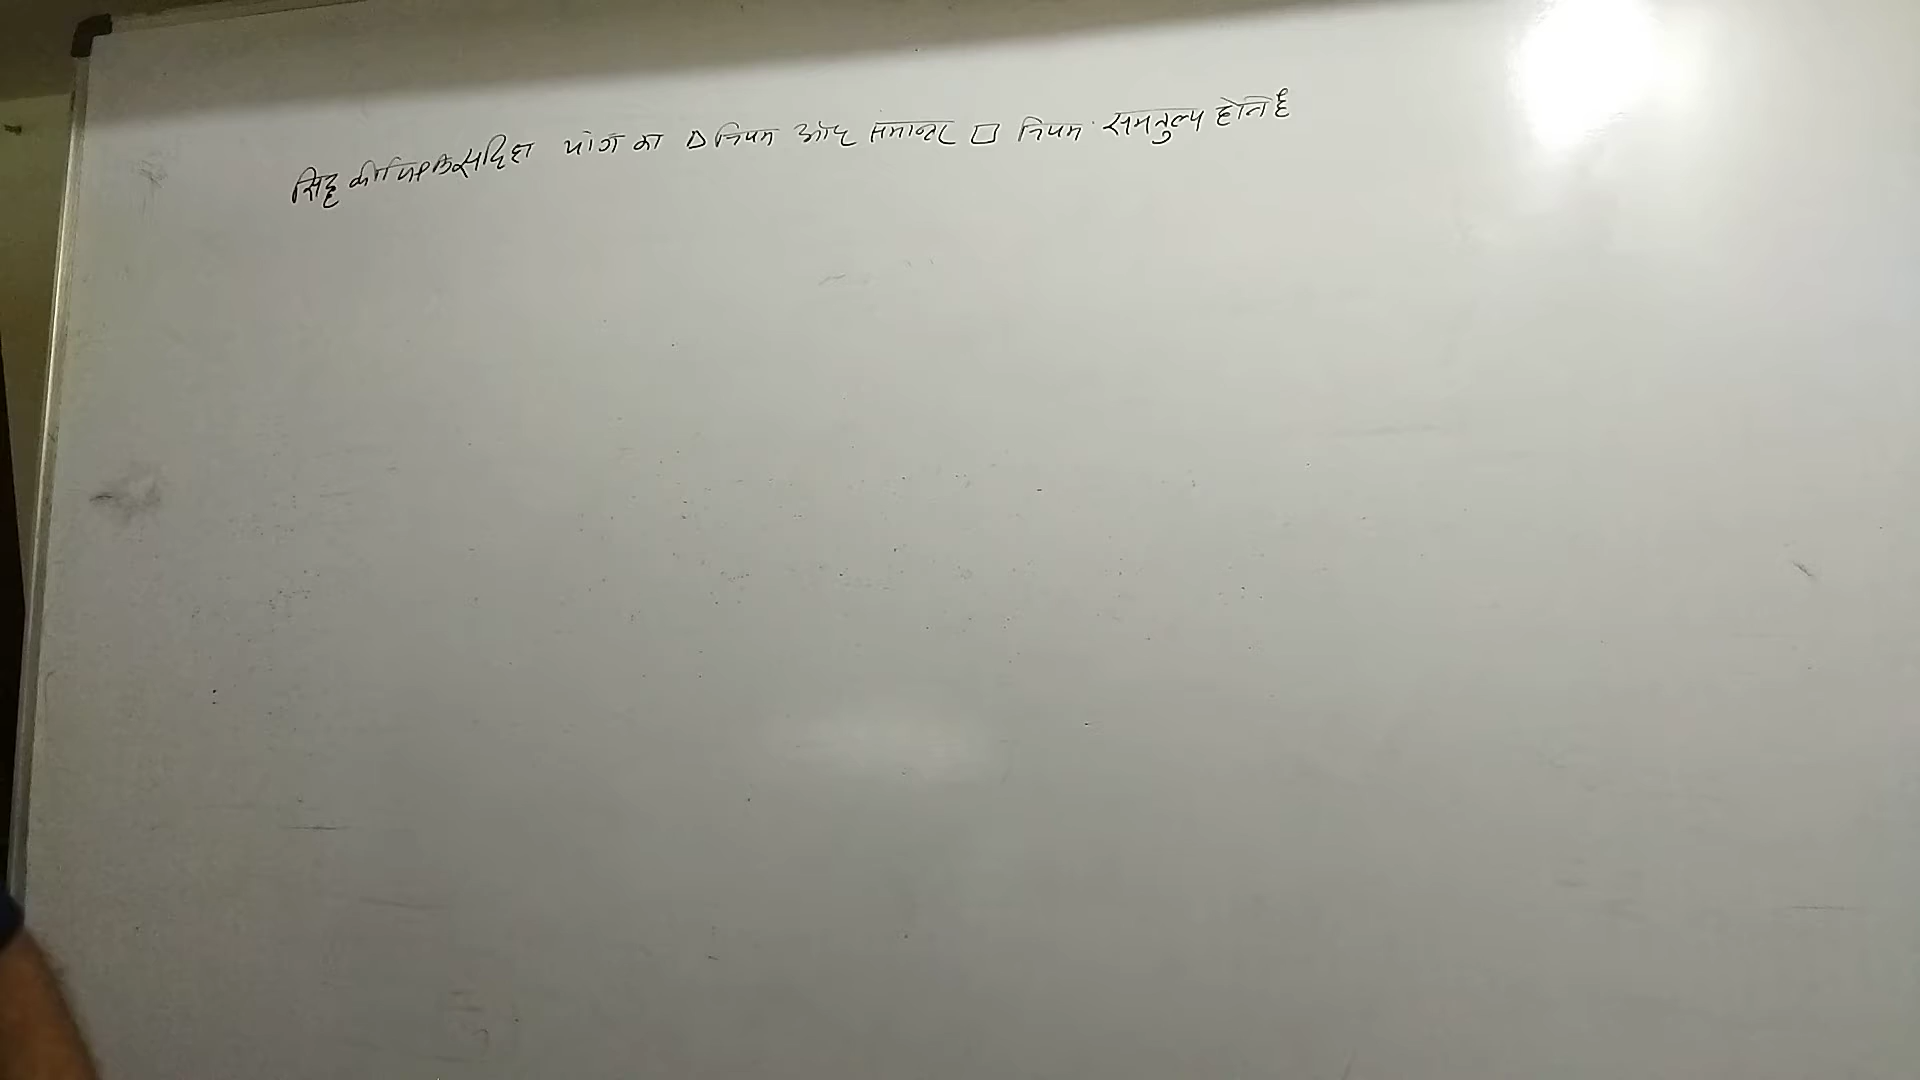 सिद्ध कीजिए कि सदिश योग का △ नियम और समान्तर □ नियम समतुल्य होते है